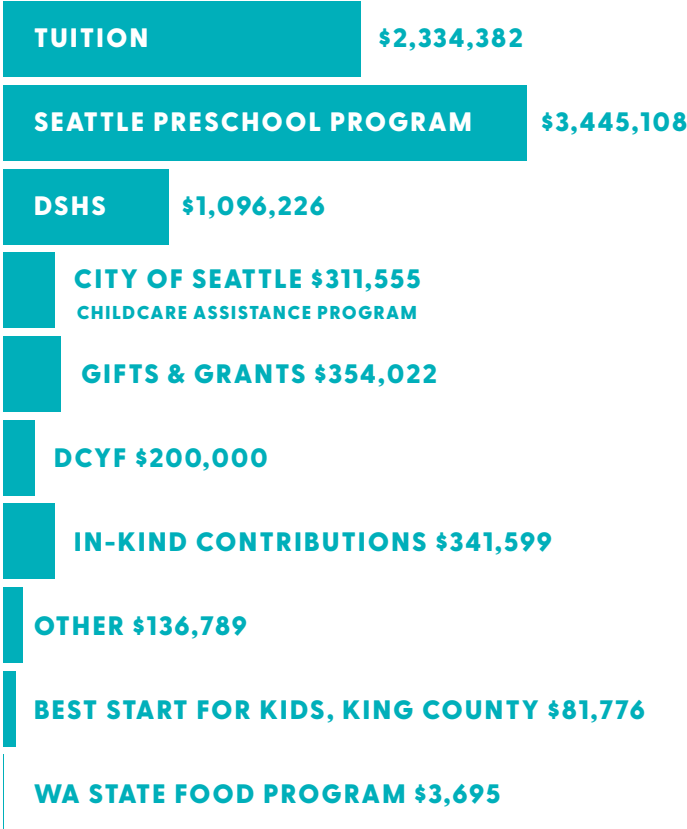 TUITION $2,334,382
SEATTLE PRESCHOOL PROGRAM $3,445,108
DSHS $1,096,226
CITY OF SEATTLE $311,555
CHILDCARE ASSISTANCE PROGRAM
GIFTS & GRANTS $354,022
DCYF $200,000
IN-KIND CONTRIBUTIONS $341,599
OTHER $136,789
BEST START FOR KIDS, KING COUNTY $81,776
WA STATE FOOD PROGRAM $3,695